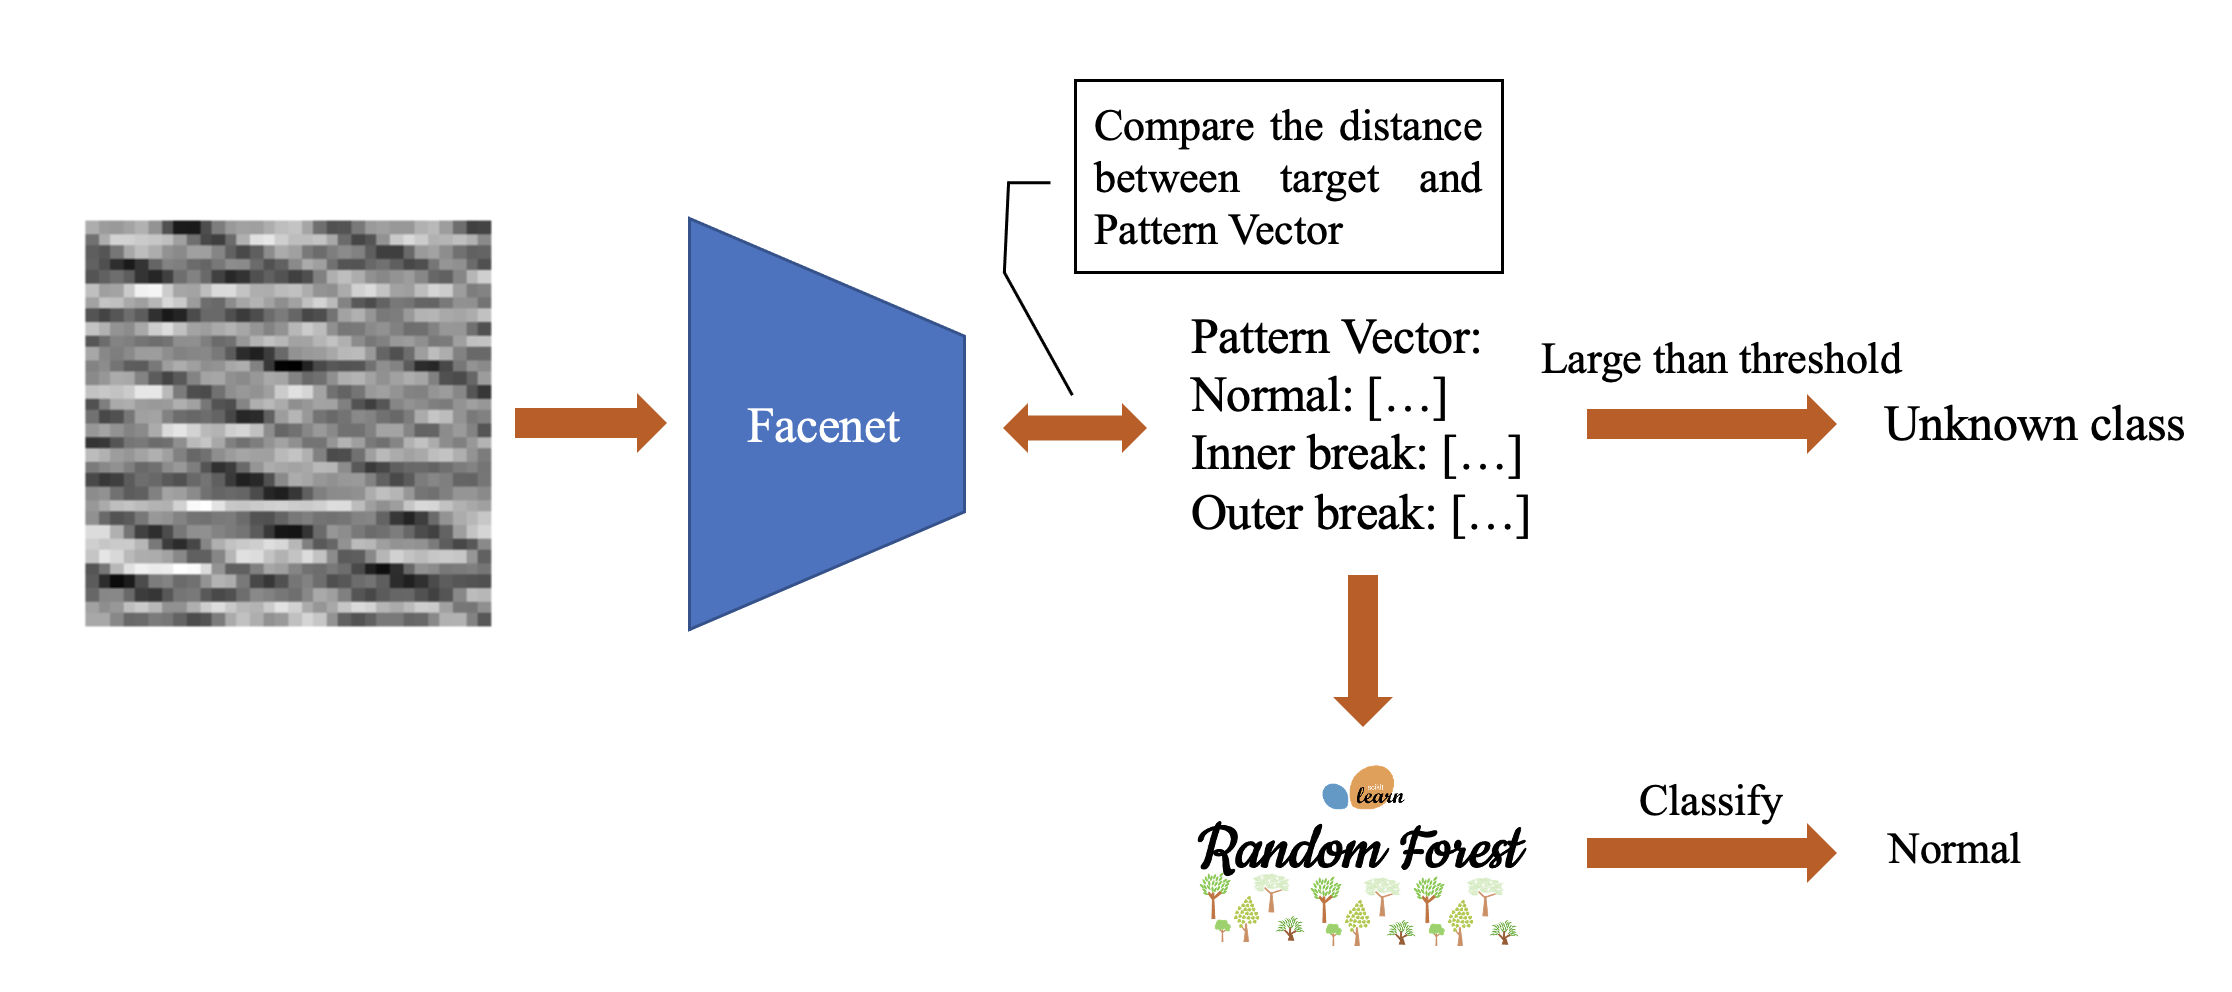 Compare the distance
between target and
Pattern Vector
Facenet
Pattern Vector:
Normal: […]
Inner break: […]
Outer break: […]
Large than threshold
Unknown class
scikit
learn
Random Forest
Classify
Normal